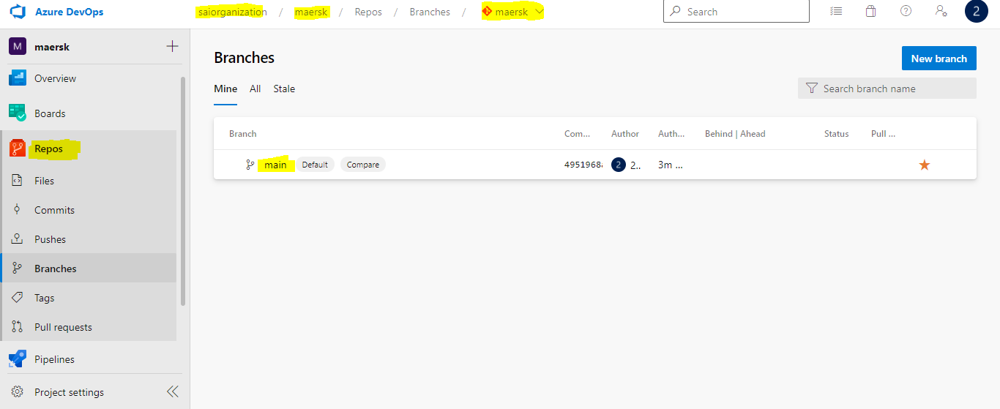 Azure DevOps
saiorganization / maersk / Repos / Branches / maersk
Search
2
M maersk
Overview
Boards
Repos
Files
Commits
Pushes
Branches
Tags
Pull requests
Pipelines
Project settings
Branches
New branch
Mine All Stale
Search branch name
Branch Com... Author Auth... Behind | Ahead Status Pull ...
main Default Compare 4951968 2 2.. 3m ...